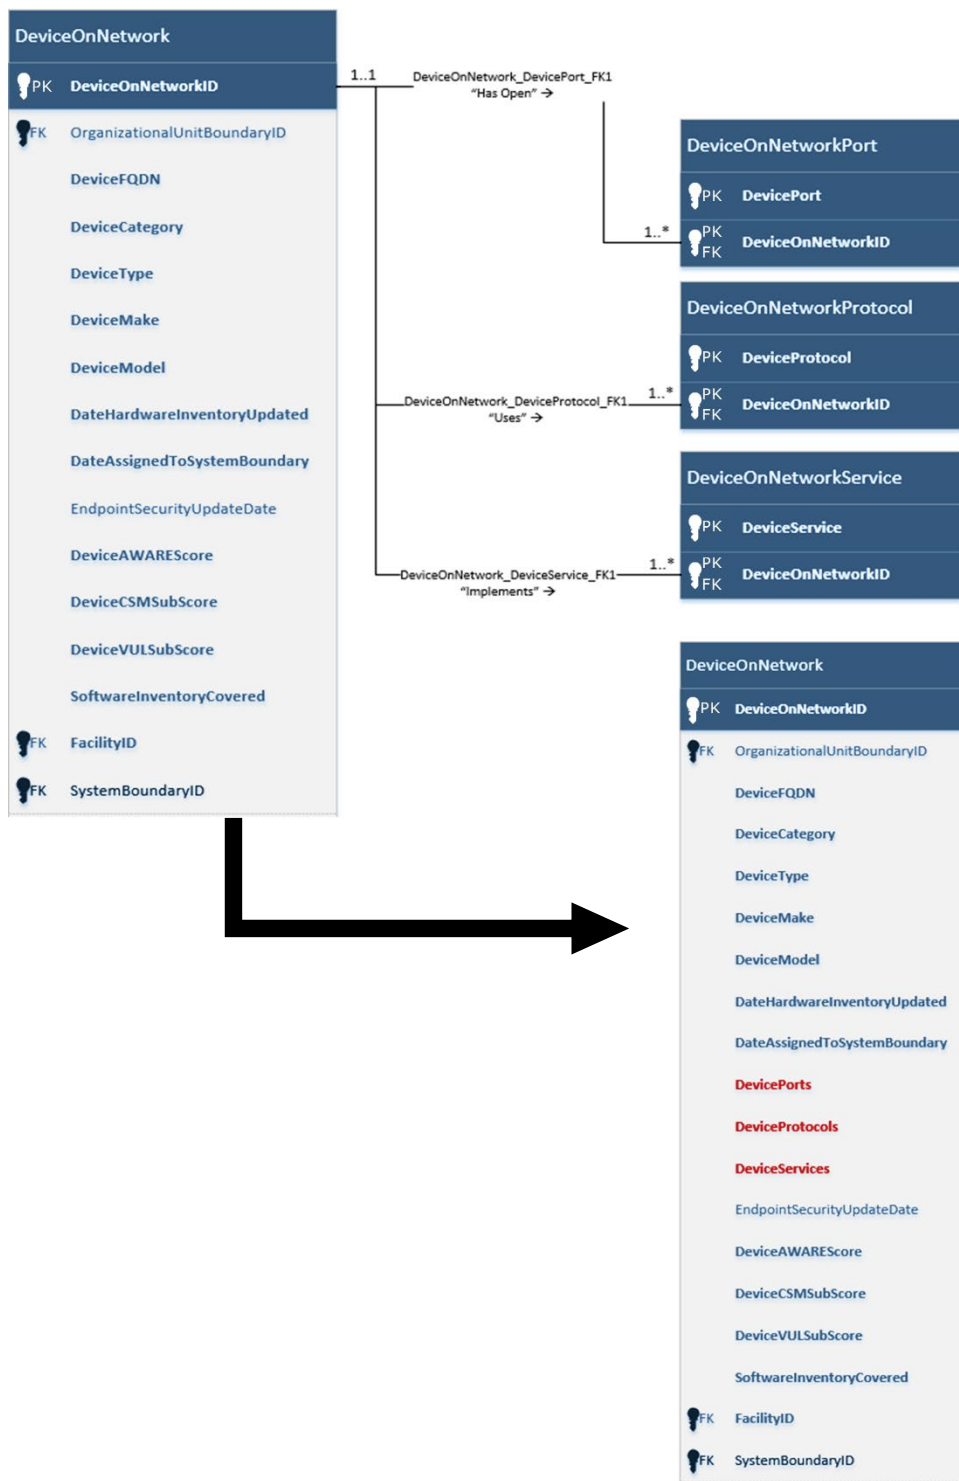 DeviceOnNetwork
PK DeviceOnNetworkID
FK OrganizationalUnitBoundaryID
DeviceFQDN
DeviceCategory
DeviceType
DeviceMake
DeviceModel
DateHardwareInventoryUpdated
DateAssignedToSystemBoundary
EndpointSecurityUpdateDate
DeviceAWAREScore
DeviceCSMSubScore
DeviceVULSubScore
SoftwareInventoryCovered
FK FacilityID
FK SystemBoundaryID
1..1
DeviceOnNetwork_DevicePort_FK1
“Has Open” →
1..*
DeviceOnNetworkPort
PK DevicePort
PK
FK DeviceOnNetworkID
DeviceOnNetwork_DeviceProtocol_FK1
“Uses” →
1..*
DeviceOnNetworkProtocol
PK DeviceProtocol
PK
FK DeviceOnNetworkID
DeviceOnNetwork_DeviceService_FK1
“Implements” →
1..*
DeviceOnNetworkService
PK DeviceService
PK
FK DeviceOnNetworkID
DeviceOnNetwork
PK DeviceOnNetworkID
FK OrganizationalUnitBoundaryID
DeviceFQDN
DeviceCategory
DeviceType
DeviceMake
DeviceModel
DateHardwareInventoryUpdated
DateAssignedToSystemBoundary
DevicePorts
DeviceProtocols
DeviceServices
EndpointSecurityUpdateDate
DeviceAWAREScore
DeviceCSMSubScore
DeviceVULSubScore
SoftwareInventoryCovered
FK FacilityID
FK SystemBoundaryID